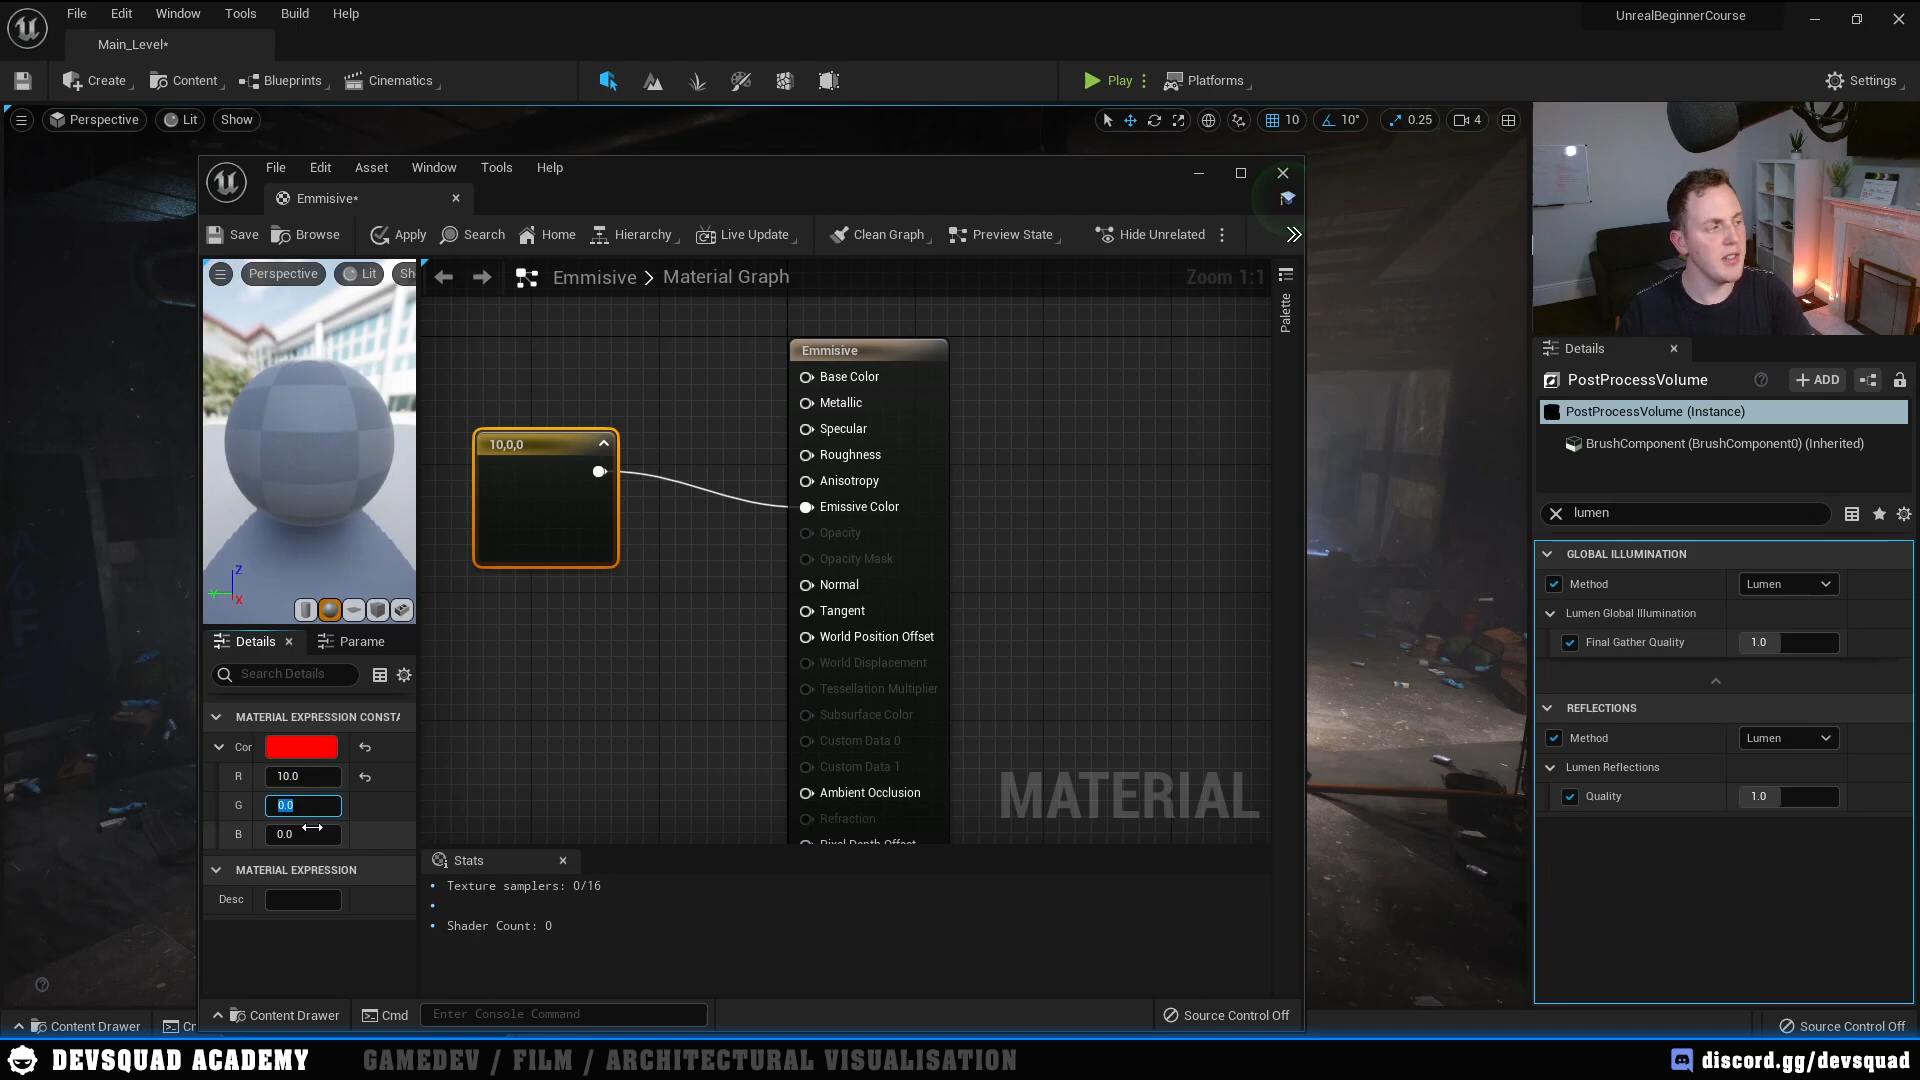 File Edit Window Tools Build Help
UnrealBeginnerCourse
Main_Level*
Create Content Blueprints Cinematics Play Platforms Settings
Perspective Lit Show 10 10° 0.25 4
File Edit Asset Window Tools Help
Emmisive*
Save Browse Apply Search Home Hierarchy Live Update Clean Graph Preview State Hide Unrelated
Perspective Lit Sh
Emmisive > Material Graph Zoom 1:1
Palette
Emmisive
Base Color
Metallic
Specular
10,0,0
Roughness
Anisotropy
Emissive Color
Opacity
Opacity Mask
Normal
Tangent
World Position Offset
World Displacement
Tessellation Multiplier
Subsurface Color
Custom Data 0
Custom Data 1
Ambient Occlusion
Refraction
Pixel Depth Offset
MATERIAL
Z
Y
X
Details Parame
Search Details
MATERIAL EXPRESSION CONSTA
Cor
R 10.0
G 0.0
B 0.0
MATERIAL EXPRESSION
Desc
Stats
Texture samplers: 0/16
Shader Count: 0
Content Drawer Cmd Enter Console Command Source Control Off
Details
PostProcessVolume ADD
PostProcessVolume (Instance)
BrushComponent (BrushComponent0) (Inherited)
lumen
GLOBAL ILLUMINATION
Method Lumen
Lumen Global Illumination
Final Gather Quality 1.0
REFLECTIONS
Method Lumen
Lumen Reflections
Quality 1.0
Content Drawer Source Control Off
DEVSQUAD ACADEMY GAMEDEV / FILM / ARCHITECTURAL VISUALISATION discord.gg/devsquad